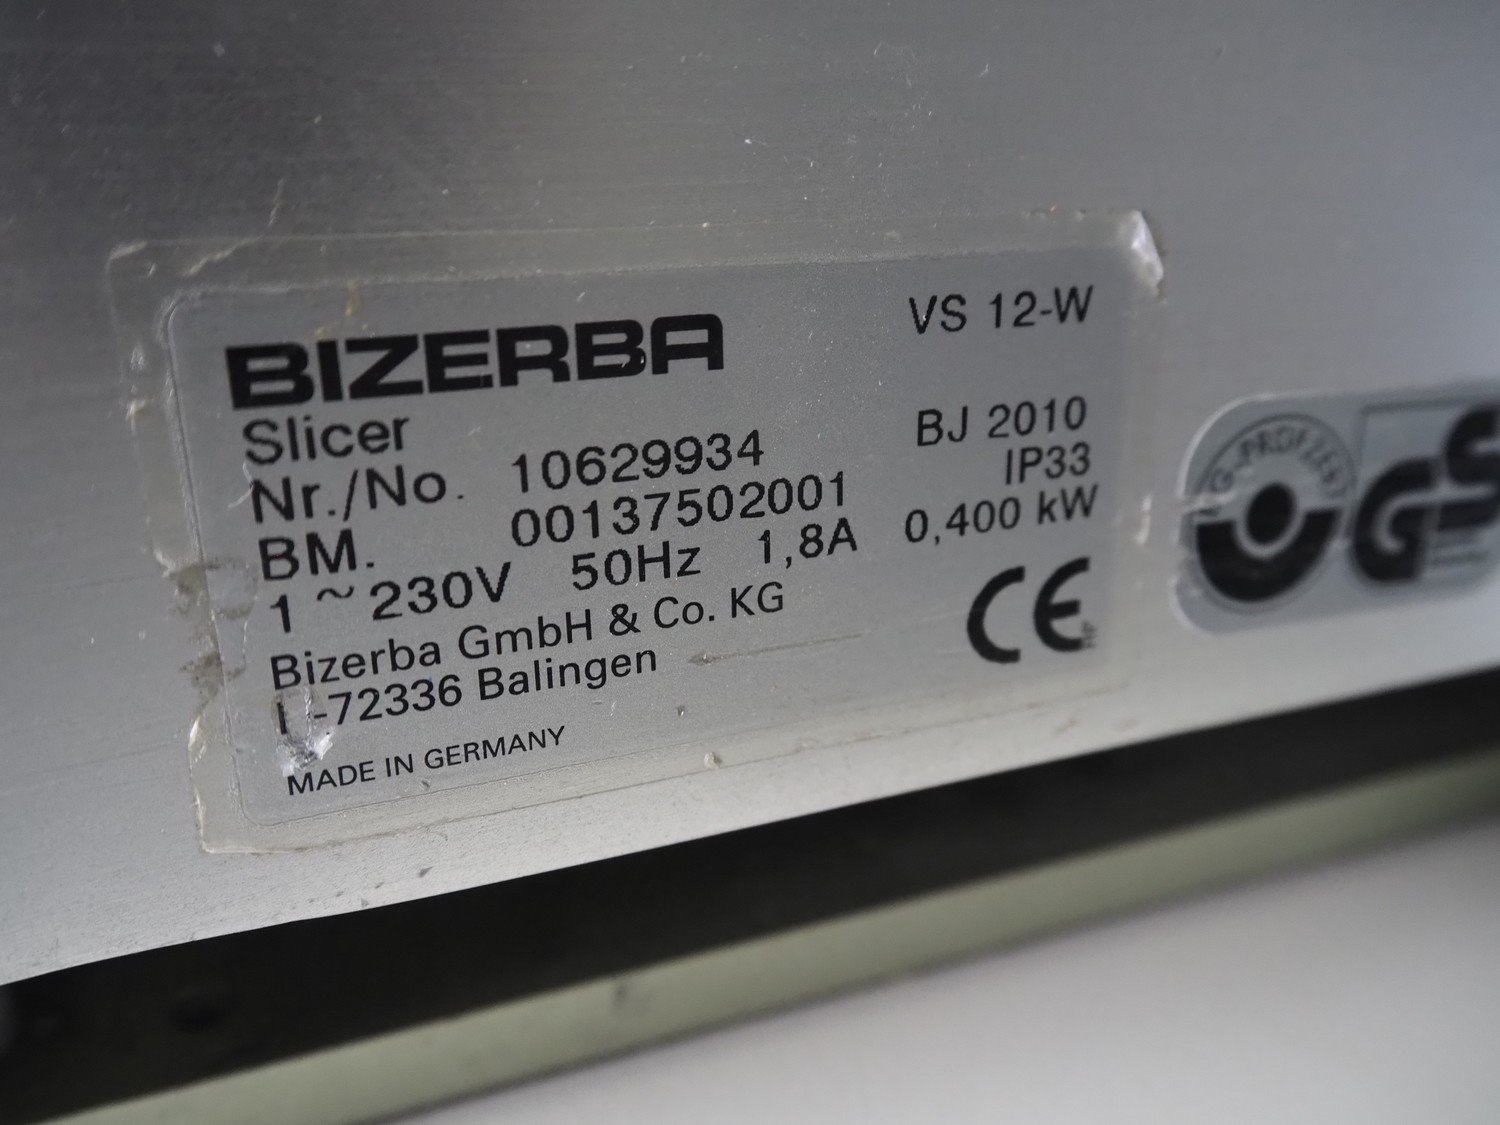 BIZERBA VS 12-W
Slicer
Nr./No. 10629934 BJ 2010
BM. 00137502001 IP33
1 ~ 230V 50Hz 1,8A 0,400 kW
Bizerba GmbH & Co. KG
-72336 Balingen
CE
MADE IN GERMANY
GS